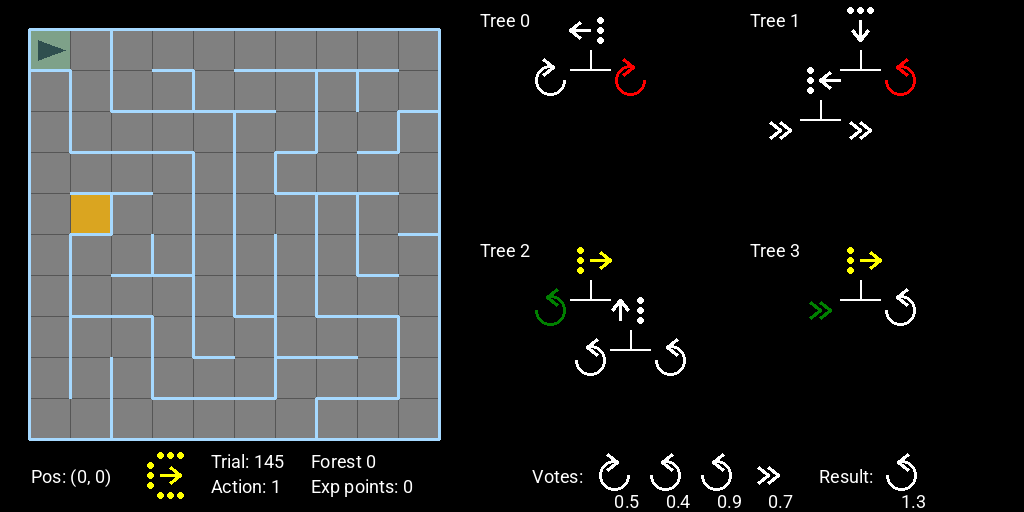 Tree 0
Tree 1
Tree 2
Tree 3
Pos: (0, 0)
Trial: 145
Action: 1
Forest 0
Exp points: 0
Votes:
0.5
0.4
0.9
0.7
Result:
1.3